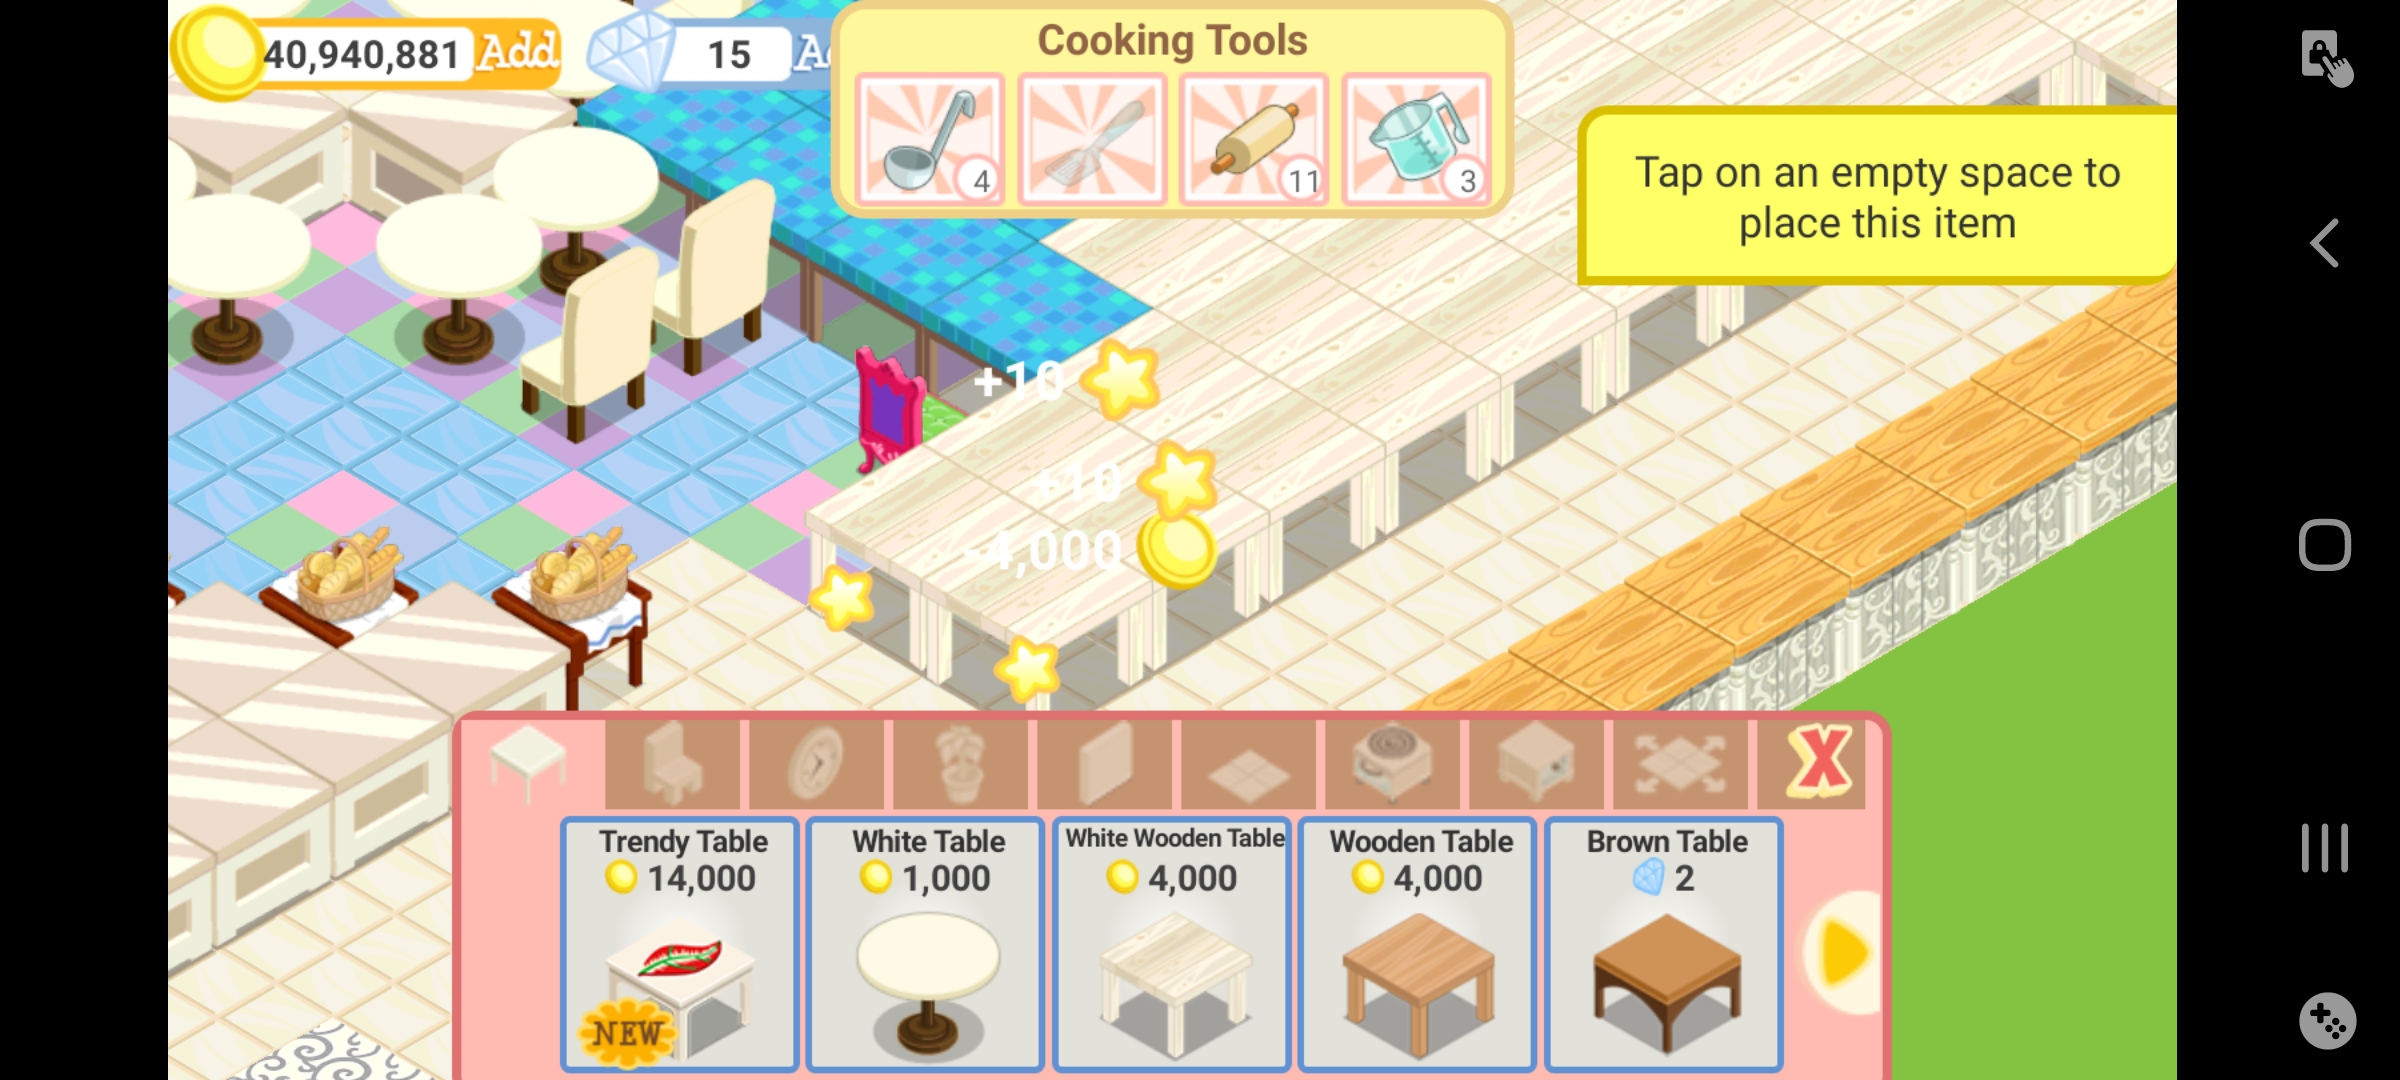 40,940,881 Add
15
Cooking Tools
4
11
3
Tap on an empty space to
place this item
+10
+10
-4,000
Trendy Table
14,000
NEW
White Table
1,000
White Wooden Table
4,000
Wooden Table
4,000
Brown Table
2
X